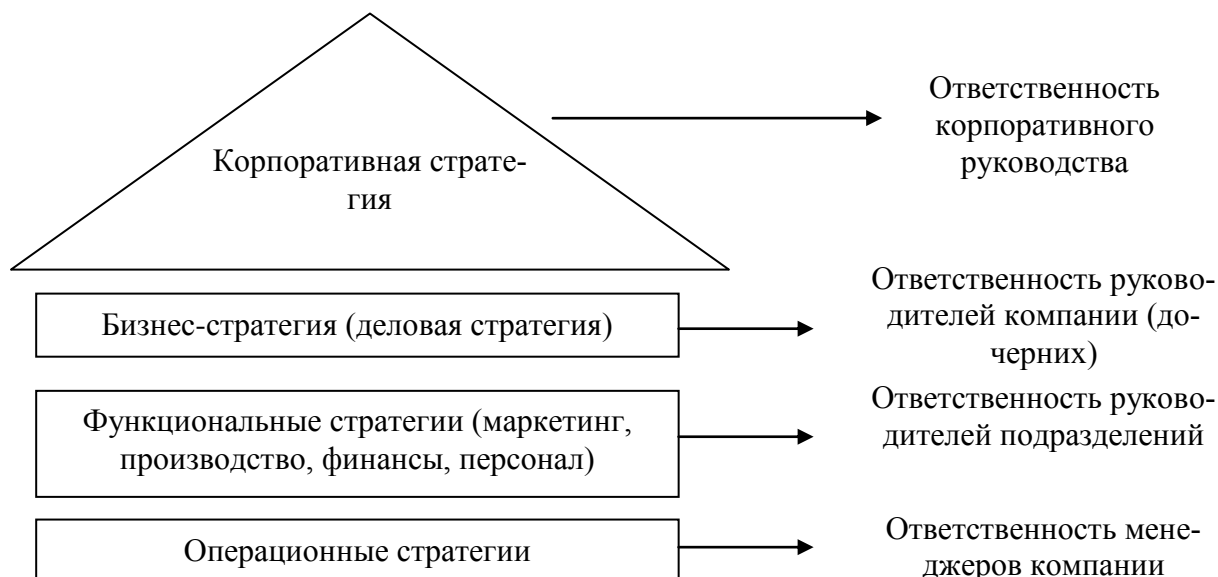 Корпоративная страте-
гия
Ответственность
корпоративного
руководства
Бизнес-стратегия (деловая стратегия)
Ответственность руково-
дителей компании (до-
черних)
Функциональные стратегии (маркетинг,
производство, финансы, персонал)
Ответственность руково-
дителей подразделений
Операционные стратегии
Ответственность мене-
джеров компании